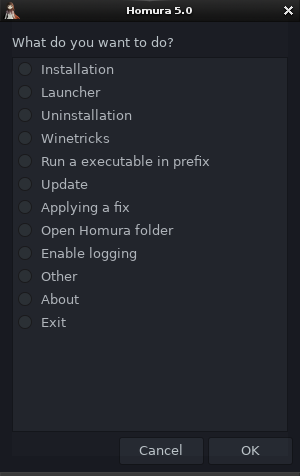 Homura 5.0
What do you want to do?
Installation
Launcher
Uninstallation
Winetricks
Run a executable in prefix
Update
Applying a fix
Open Homura folder
Enable logging
Other
About
Exit
Cancel OK